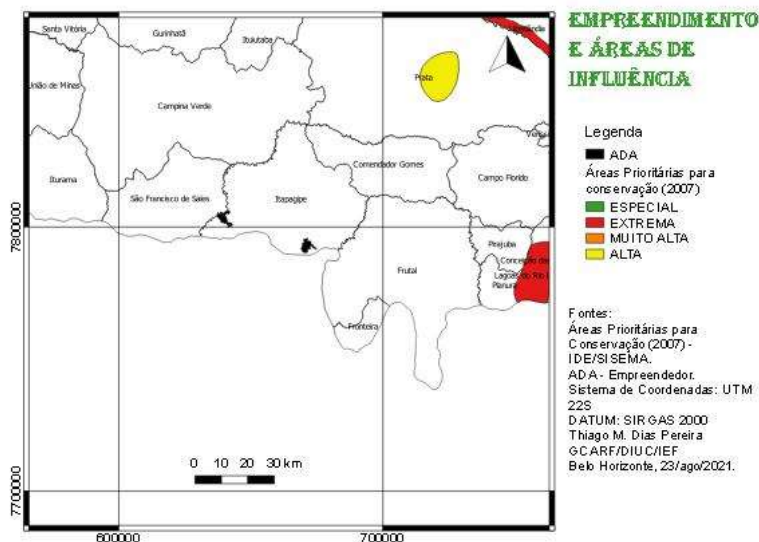 EMPREENDIMENTO
E ÁREAS DE
INFLUÊNCIA
Santa Vitória
Gurinhatã
Ituiutaba
União de Minas
Campina Verde
Prata
Iturama
Comendador Gomes
Campo Florido
São Francisco de Sales
Itapagipe
Pirajuba
Frutal
Planura
Fronteira
7800000
7700000
600000
700000
0 10 20 30 km
Legenda
ADA
Áreas Prioritárias para
conservação (2007)
ESPECIAL
EXTREMA
MUITO ALTA
ALTA
Fontes:
Áreas Prioritárias para
Conservação (2007) -
IDE/SISEMA.
ADA - Empreendedor.
Sistema de Coordenadas: UTM
22S
DATUM: SIRGAS 2000
Thiago M. Dias Pereira
GCARF/DIUC/IEF
Belo Horizonte, 23/ago/2021.